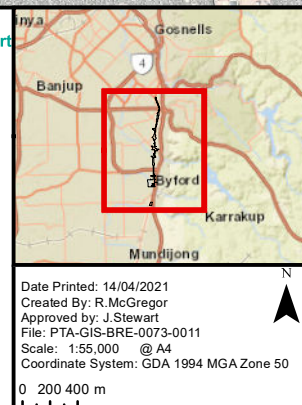 inya
Gosnells
rt
4
Banjup
Byford
Karrakup
Mundijong
N
Date Printed: 14/04/2021
Created By: R.McGregor
Approved by: J.Stewart
File: PTA-GIS-BRE-0073-0011
Scale: 1:55,000 @ A4
Coordinate System: GDA 1994 MGA Zone 50
0 200 400 m